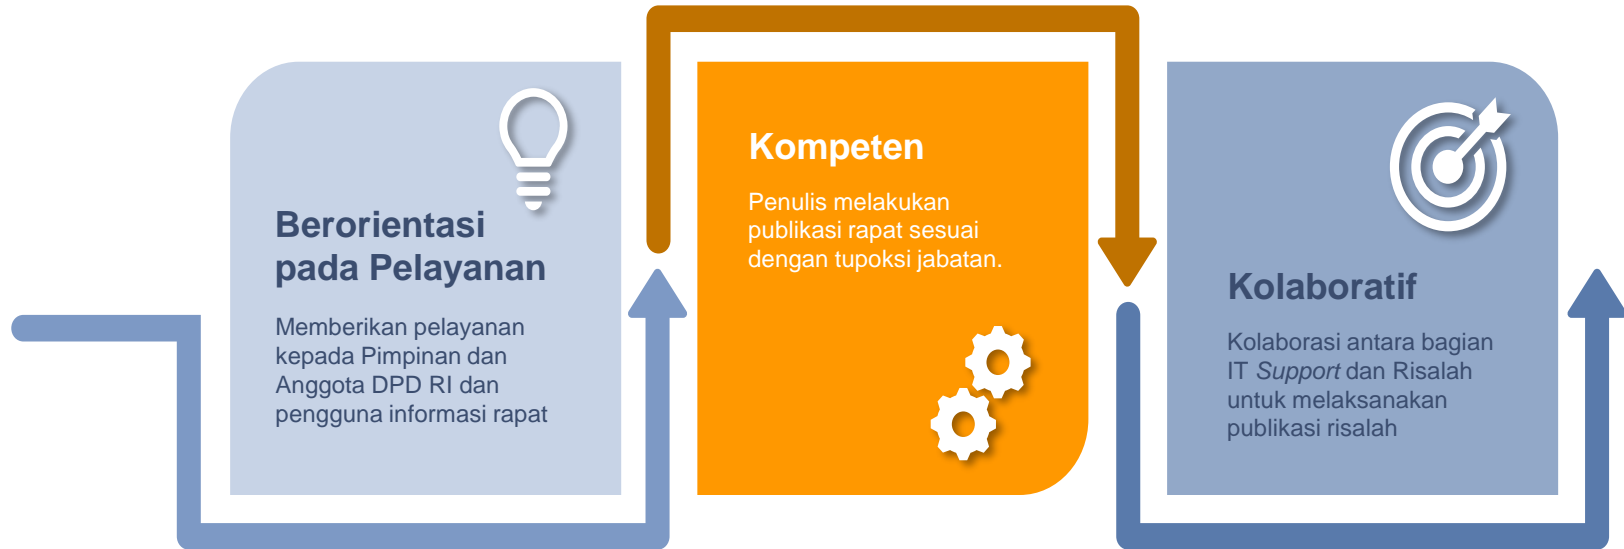 Berorientasi
pada Pelayanan
Memberikan pelayanan
kepada Pimpinan dan
Anggota DPD RI dan
pengguna informasi rapat
Kompeten
Penulis melakukan
publikasi rapat sesuai
dengan tupoksi jabatan.
Kolaboratif
Kolaborasi antara bagian
IT Support dan Risalah
untuk melaksanakan
publikasi risalah